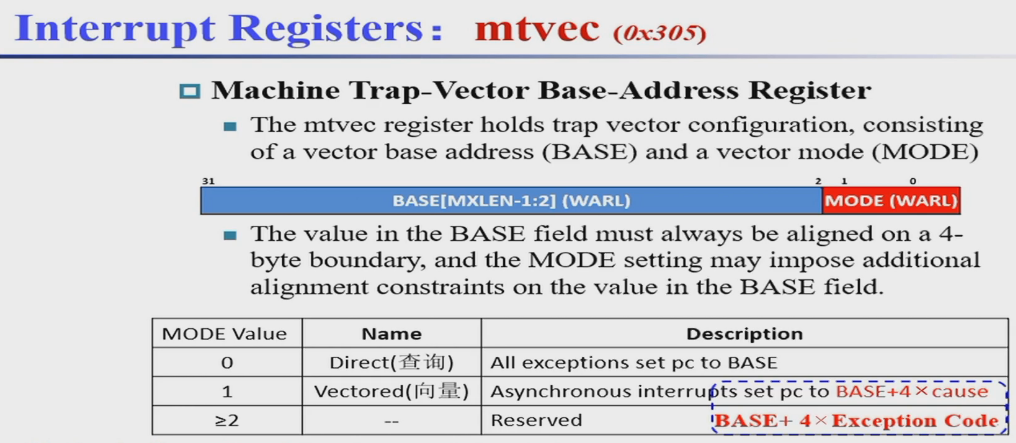 Interrupt Registers： mtvec (0x305)
Machine Trap-Vector Base-Address Register
The mtvec register holds trap vector configuration, consisting
of a vector base address (BASE) and a vector mode (MODE)
31 2 1 0
BASE[MXLEN-1:2] (WARL) MODE (WARL)
The value in the BASE field must always be aligned on a 4-
byte boundary, and the MODE setting may impose additional
alignment constraints on the value in the BASE field.
MODE Value Name Description
0 Direct(查询) All exceptions set pc to BASE
1 Vectored(向量) Asynchronous interrupts set pc to BASE+4×cause
≥2 -- Reserved BASE+ 4×Exception Code